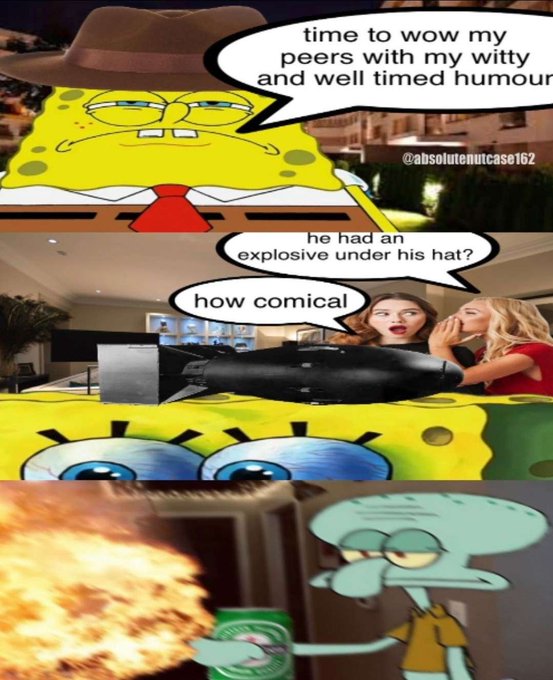 time to wow my
peers with my witty
and well timed humour
@absolutenutcase162
he had an
explosive under his hat?
how comical